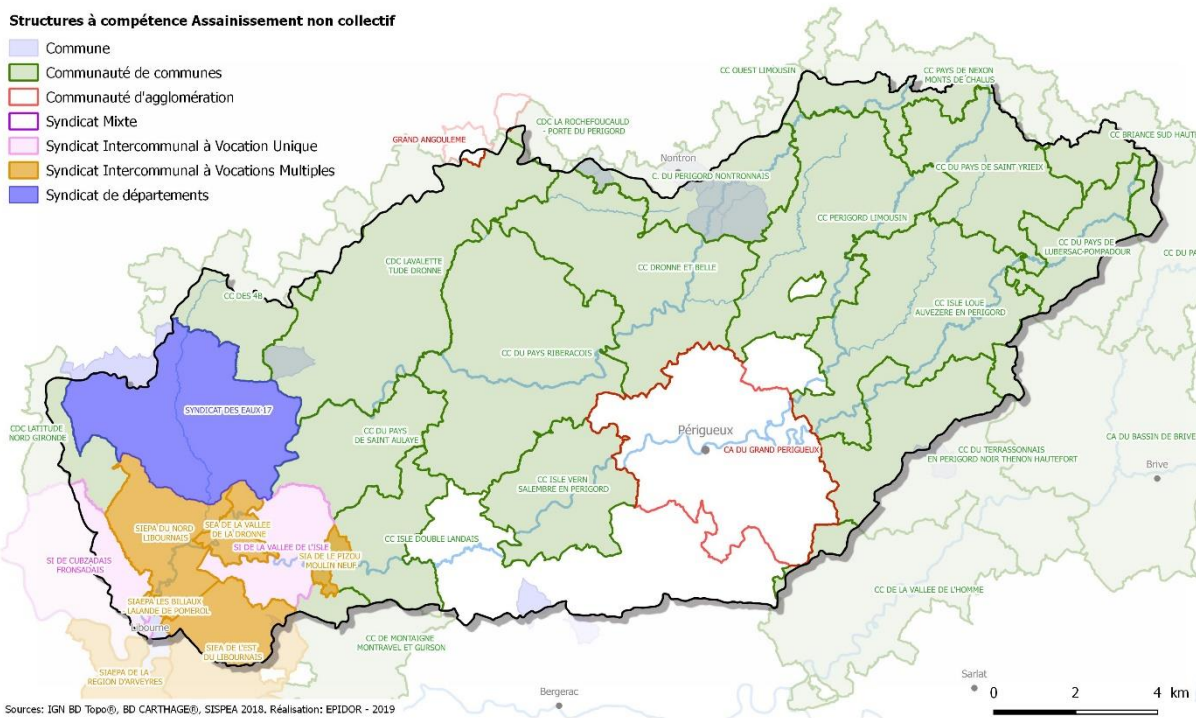 Structures à compétence Assainissement non collectif
Commune
Communauté de communes
Communauté d'agglomération
Syndicat Mixte
Syndicat Intercommunal à Vocation Unique
Syndicat Intercommunal à Vocations Multiples
Syndicat de départements
CC OUEST LIMOUSIN
CC PAYS DE NEXON
MONTS DE CHALUS
CDC LA ROCHEFOUCAULD
- PORTE DU PERIGORD
GRAND ANGOULEME
CC BRIANCE SUD HAUTE
Nontron
C. DU PERIGORD NONTRONNAIS
CC DU PAYS DE SAINT YRIEIX
CC PERIGORD LIMOUSIN
CC DU PAYS DE
LUBERSAC-POMPADOUR
CC DU PA
CDC LAVALETTE
TUDE DRONNE
CC DRONNE ET BELLE
CC DES 4B
CC ISLE LOUE
AUVEZERE EN PERIGORD
CC DU PAYS RIBERACOIS
SYNDICAT DES EAUX 17
CDC LATITUDE
NORD GIRONDE
CC DU PAYS
DE SAINT AULAYE
Périgueux
CA DU GRAND PERIGUEUX
CA DU BASSIN DE BRIVE
CC DU TERRASSONNAIS
EN PERIGORD NOIR THENON HAUTEFORT
Brive
CC ISLE VERN
SALEMBRE EN PERIGORD
SIEPA DU NORD
LIBOURNAIS
SEA DE LA VALLEE
DE LA DRONNE
CC ISLE DOUBLE LANDAIS
SI DE LA VALLEE DE L'ISLE
SIA DE LE PIZOU
MOULIN NEUF
SI DE CUBZADAIS
FRONSADAIS
CC DE LA VALLEE DE L'HOMME
SIAEPA LES BILLAUX
LALANDE DE POMEROL
Libourne
CC DE MONTAIGNE
MONTRAVEL ET GURSON
SIEA DE L'EST
DU LIBOURNAIS
SIAEPA DE LA
REGION D'ARVEYRES
Sarlat
Bergerac
0 2 4 km
Sources: IGN BD Topo®, BD CARTHAGE®, SISPEA 2018. Réalisation: EPIDOR - 2019